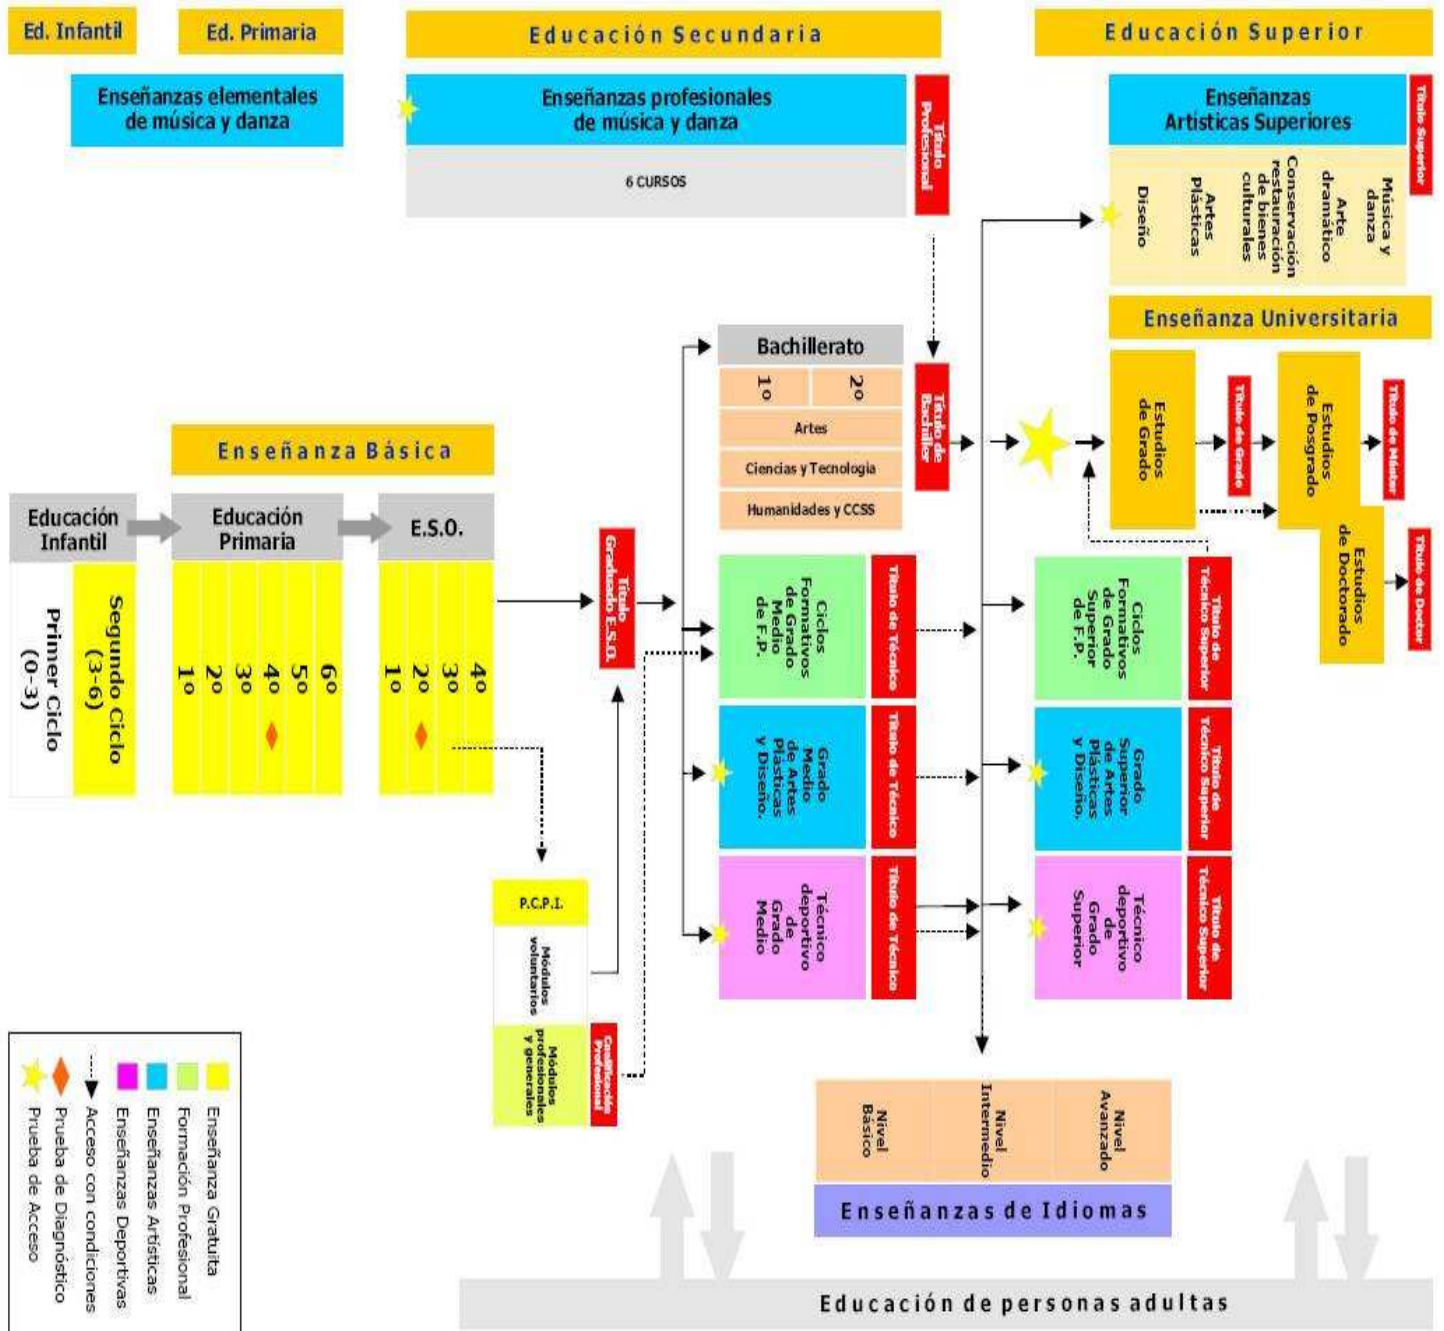 Ed. Infantil
Ed. Primaria
Educación Secundaria
Educación Superior
Enseñanzas elementales
de música y danza
Enseñanzas profesionales
de música y danza
6 CURSOS
Título
Profesional
Enseñanzas
Artísticas Superiores
Título Superior
Música y
danza
Arte
dramático
Conservación
restauración
de bienes
culturales
Artes
Plásticas
Diseño
Enseñanza Universitaria
Bachillerato
1º
2º
Artes
Ciencias y Tecnologia
Humanidades y CCSS
Título de
Bachiller
Estudios
de Grado
Título de Grado
Estudios
de Posgrado
Título de Máster
Estudios
de Doctorado
Título de Doctor
Enseñanza Básica
Educación
Infantil
Educación
Primaria
E.S.O.
Segundo Ciclo
(3-6)
Primer Ciclo
(0-3)
1º
2º
3º
4º
5º
6º
1º
2º
3º
4º
Título
Graduado E.S.O.
Ciclos
Formativos
de Grado
Medio
de F.P.
Título de Técnico
Ciclos
Formativos
de Grado
Superior
de F.P.
Título de
Técnico Superior
Grado
Medio
de Artes
Plásticas
y Diseño.
Título de Técnico
Grado
Superior
de Artes
Plásticas
y Diseño.
Título de
Técnico Superior
Técnico
deportivo
de
Grado
Medio
Título de Técnico
Técnico
deportivo
de
Grado
Superior
Título de
Técnico Superior
P.C.P.I.
Módulos
voluntarios
Módulos
profesionales
y generales
Cualificación
Profesional
Nivel
Básico
Nivel
Intermedio
Nivel
Avanzado
Enseñanzas de Idiomas
Educación de personas adultas
Enseñanza Gratuita
Formación Profesional
Enseñanzas Artísticas
Enseñanzas Deportivas
Acceso con condiciones
Prueba de Diagnóstico
Prueba de Acceso